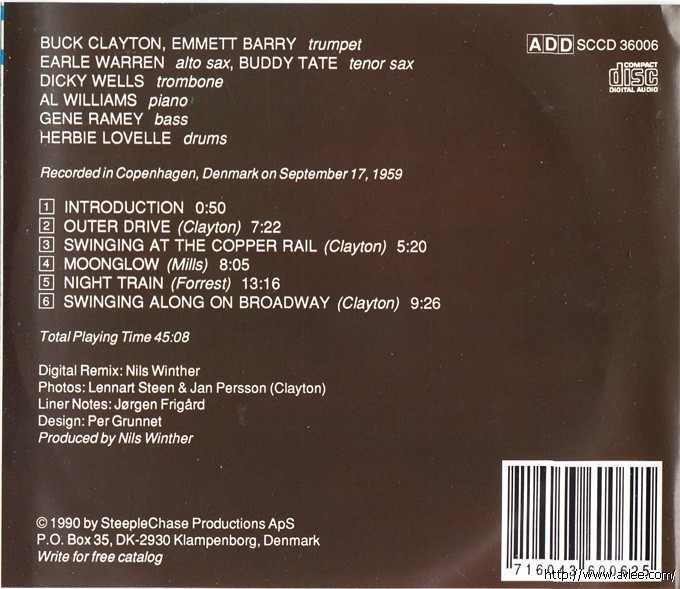 BUCK CLAYTON, EMMETT BARRY trumpet
EARLE WARREN alto sax, BUDDY TATE tenor sax
DICKY WELLS trombone
AL WILLIAMS piano
GENE RAMEY bass
HERBIE LOVELLE drums
ADD SCCD 36006
COMPACT
disc
DIGITAL AUDIO
Recorded in Copenhagen, Denmark on September 17, 1959
1 INTRODUCTION 0:50
2 OUTER DRIVE (Clayton) 7:22
3 SWINGING AT THE COPPER RAIL (Clayton) 5:20
4 MOONGLOW (Mills) 8:05
5 NIGHT TRAIN (Forrest) 13:16
6 SWINGING ALONG ON BROADWAY (Clayton) 9:26
Total Playing Time 45:08
Digital Remix: Nils Winther
Photos: Lennart Steen & Jan Persson (Clayton)
Liner Notes: Jørgen Frigård
Design: Per Grunnet
Produced by Nils Winther
© 1990 by SteepleChase Productions ApS
P.O. Box 35, DK-2930 Klampenborg, Denmark
Write for free catalog
7 16043 60062 5
http://www.avlee.com/